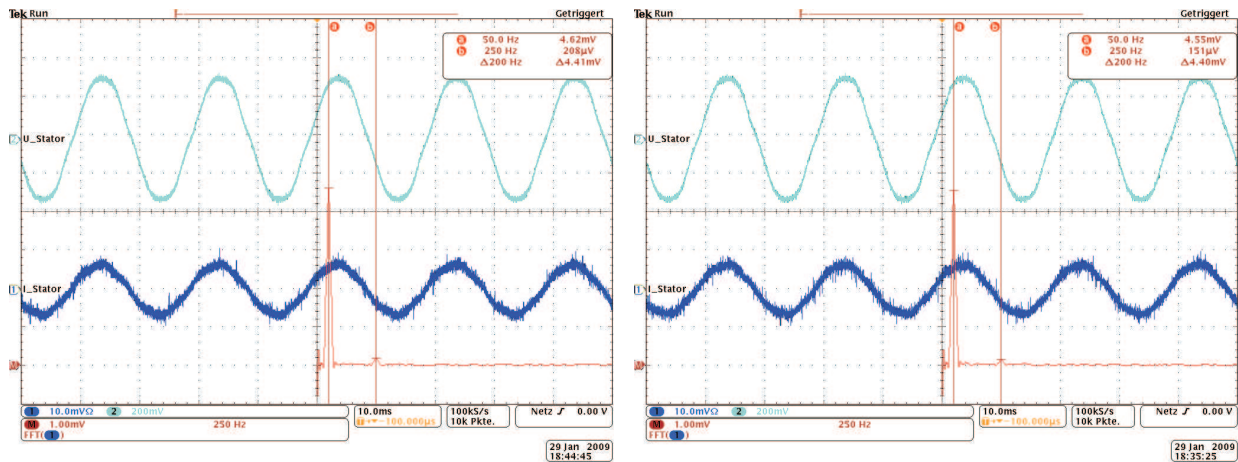 Tek Run Getriggert
a b
a 50.0 Hz 4.62mV
b 250 Hz 208µV
Δ200 Hz Δ4.41mV
2 U_Stator
1 I_Stator
M
1 10.0mVΩ 2 200mV 10.0ms 100kS/s Netz 0.00 V
-100.000µs 10k Pkte.
M 1.00mV 250 Hz
FFT(1)
29 Jan 2009
18:44:45
Tek Run Getriggert
a b
a 50.0 Hz 4.55mV
b 250 Hz 151µV
Δ200 Hz Δ4.40mV
2 U_Stator
1 I_Stator
M
1 10.0mVΩ 2 200mV 10.0ms 100kS/s Netz 0.00 V
-100.000µs 10k Pkte.
M 1.00mV 250 Hz
FFT(1)
29 Jan 2009
18:35:25